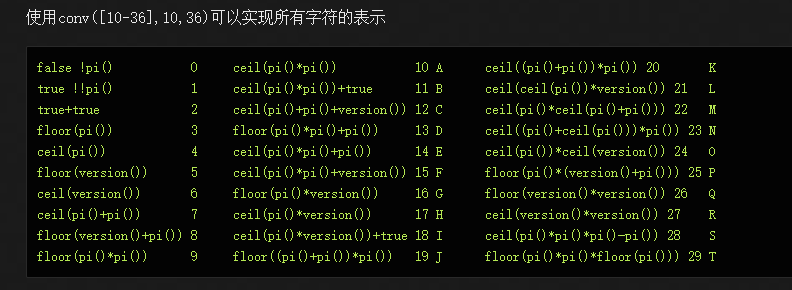 使用conv([10-36],10,36)可以实现所有字符的表示
false !pi() 0 ceil(pi()*pi()) 10 A ceil((pi()+pi())*pi()) 20 K
true !!pi() 1 ceil(pi()*pi())+true 11 B ceil(ceil(pi())*version()) 21 L
true+true 2 ceil(pi()+pi()+version()) 12 C ceil(pi()*ceil(pi()+pi())) 22 M
floor(pi()) 3 floor(pi()*pi()+pi()) 13 D ceil((pi()+ceil(pi()))*pi()) 23 N
ceil(pi()) 4 ceil(pi()*pi()+pi()) 14 E ceil(pi())*ceil(version()) 24 O
floor(version()) 5 ceil(pi()*pi()+version()) 15 F floor(pi()*(version()+pi())) 25 P
ceil(version()) 6 floor(pi()*version()) 16 G floor(version()*version()) 26 Q
ceil(pi()+pi()) 7 ceil(pi()*version()) 17 H ceil(version()*version()) 27 R
floor(version()+pi()) 8 ceil(pi()*version())+true 18 I ceil(pi()*pi()*pi()-pi()) 28 S
floor(pi()*pi()) 9 floor((pi()+pi())*pi()) 19 J floor(pi()*pi()*floor(pi())) 29 T